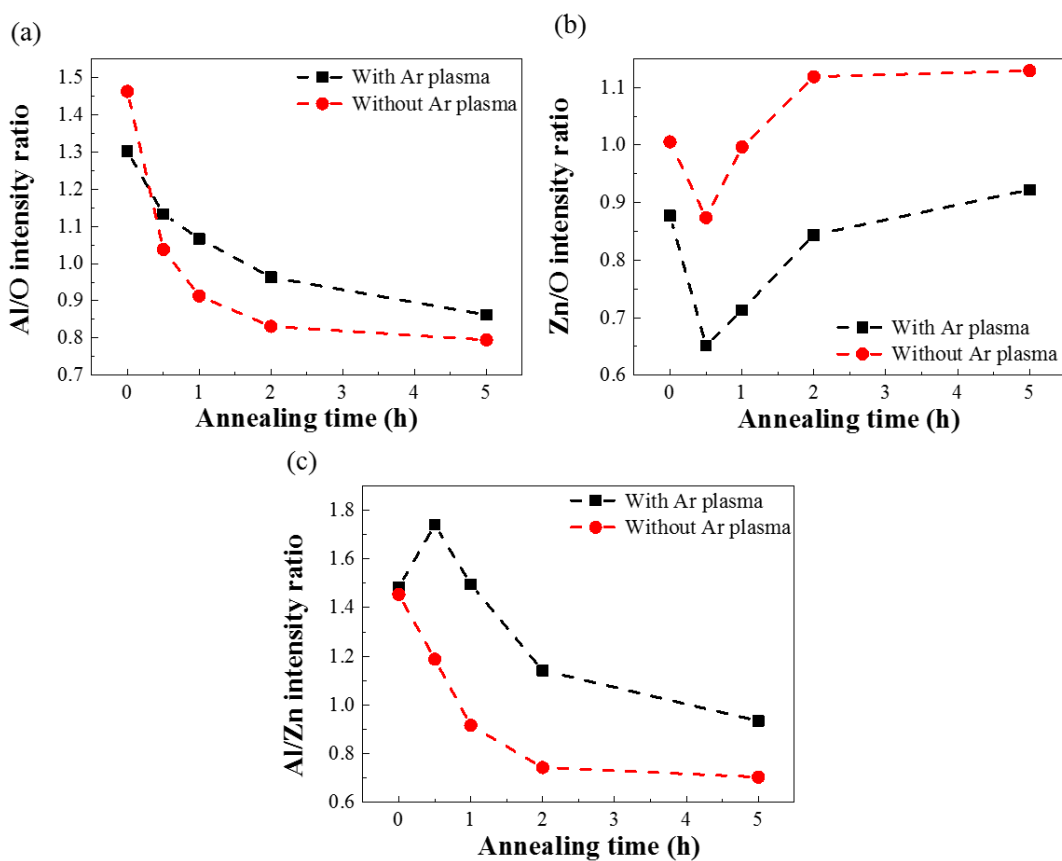 (a)
Al/O intensity ratio
1.5
1.4
1.3
1.2
1.1
1.0
0.9
0.8
0.7
0 1 2 3 4 5
Annealing time (h)
With Ar plasma
Without Ar plasma
(b)
Zn/O intensity ratio
1.1
1.0
0.9
0.8
0.7
0.6
0 1 2 3 4 5
Annealing time (h)
With Ar plasma
Without Ar plasma
(c)
Al/Zn intensity ratio
1.8
1.6
1.4
1.2
1.0
0.8
0.6
0 1 2 3 4 5
Annealing time (h)
With Ar plasma
Without Ar plasma